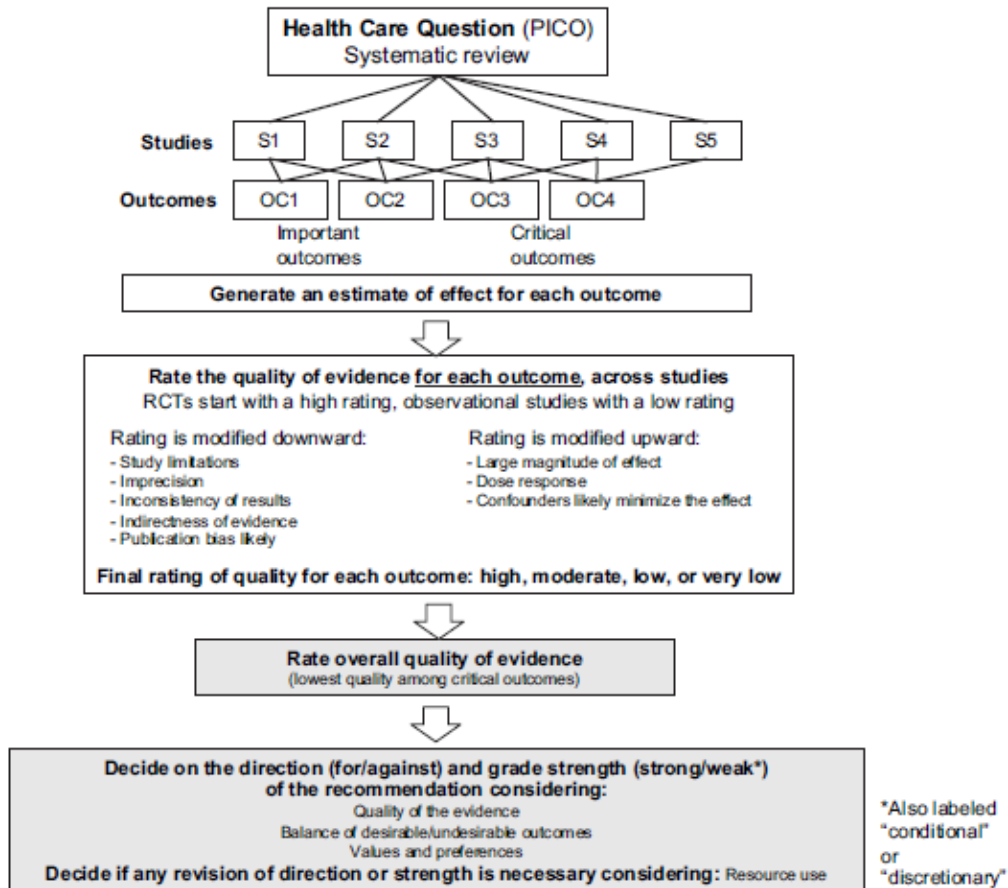 Health Care Question (PICO)
Systematic review
Studies
S1
S2
S3
S4
S5
Outcomes
OC1
OC2
OC3
OC4
Important
outcomes
Critical
outcomes
Generate an estimate of effect for each outcome
Rate the quality of evidence for each outcome, across studies
RCTs start with a high rating, observational studies with a low rating
Rating is modified downward:
- Study limitations
- Imprecision
- Inconsistency of results
- Indirectness of evidence
- Publication bias likely
Rating is modified upward:
- Large magnitude of effect
- Dose response
- Confounders likely minimize the effect
Final rating of quality for each outcome: high, moderate, low, or very low
Rate overall quality of evidence
(lowest quality among critical outcomes)
Decide on the direction (for/against) and grade strength (strong/weak*)
of the recommendation considering:
Quality of the evidence
Balance of desirable/undesirable outcomes
Values and preferences
Decide if any revision of direction or strength is necessary considering: Resource use
*Also labeled
"conditional"
or
"discretionary"